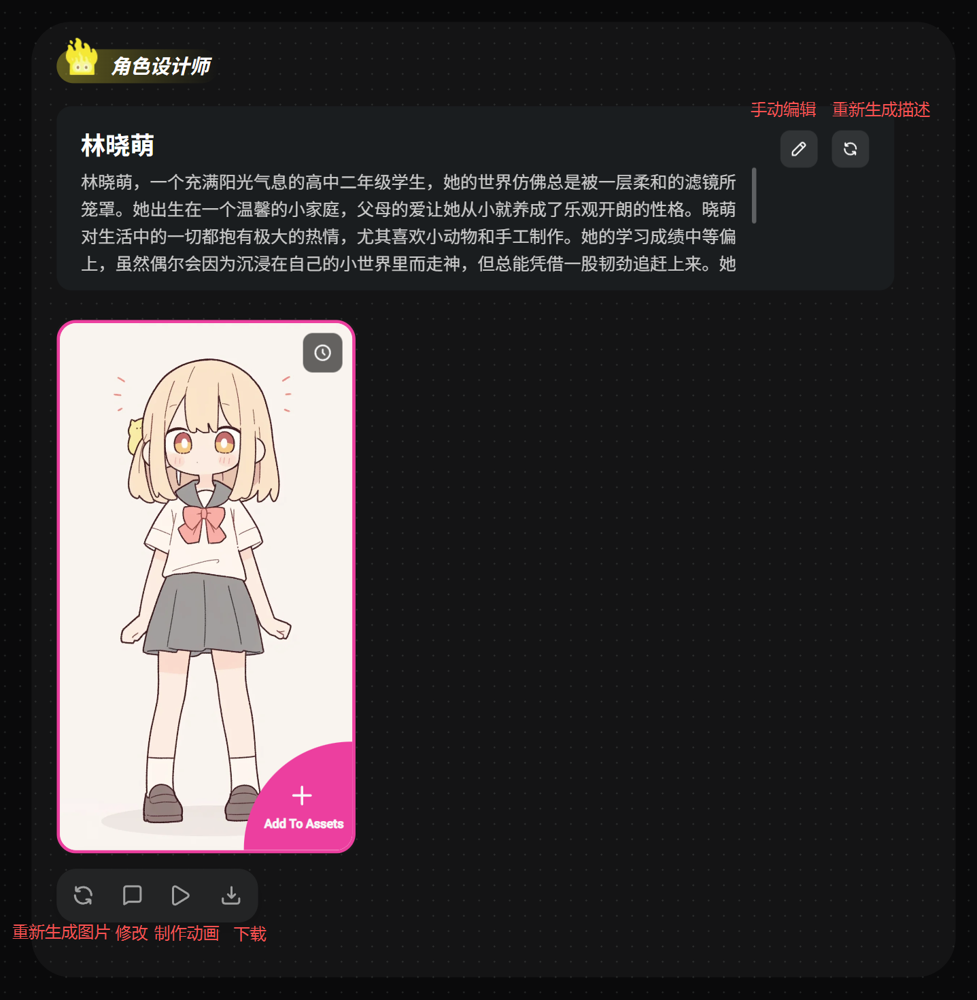 角色设计师
手动编辑 重新生成描述
林晓萌
林晓萌，一个充满阳光气息的高中二年级学生，她的世界仿佛总是被一层柔和的滤镜所
笼罩。她出生在一个温馨的小家庭，父母的爱让她从小就养成了乐观开朗的性格。晓萌
对生活中的一切都抱有极大的热情，尤其喜欢小动物和手工制作。她的学习成绩中等偏
上，虽然偶尔会因为沉浸在自己的小世界里而走神，但总能凭借一股韧劲追赶上来。她
Add To Assets
重新生成图片 修改 制作动画 下载